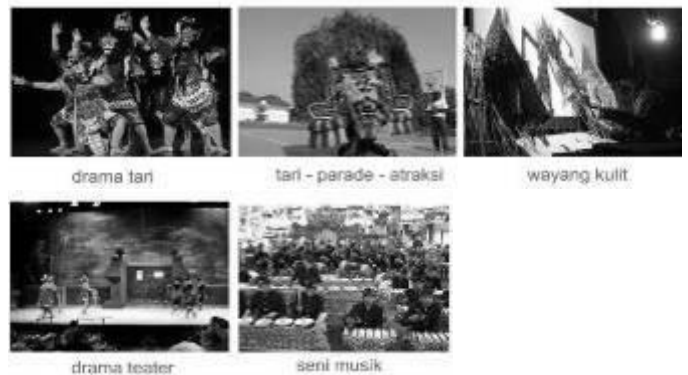 drama tari
tari - parade - atraksi
wayang kulit
drama teater
seni musik